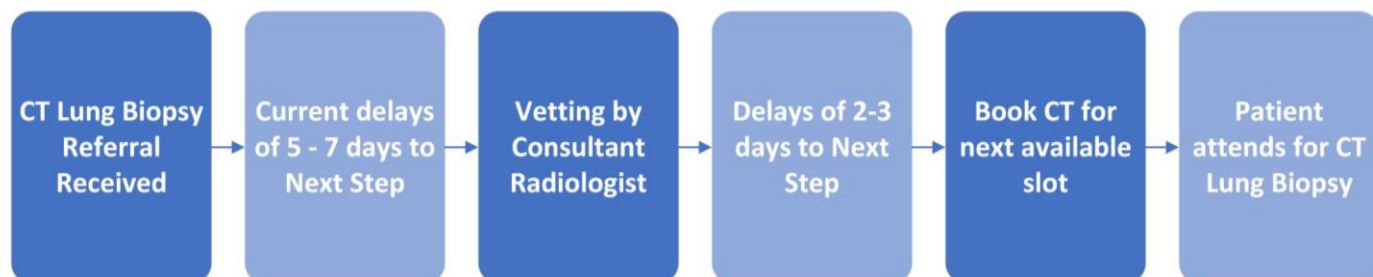 CT Lung Biopsy
Referral
Received
Current delays
of 5 - 7 days to
Next Step
Vetting by
Consultant
Radiologist
Delays of 2-3
days to Next
Step
Book CT for
next available
slot
Patient
attends for CT
Lung Biopsy